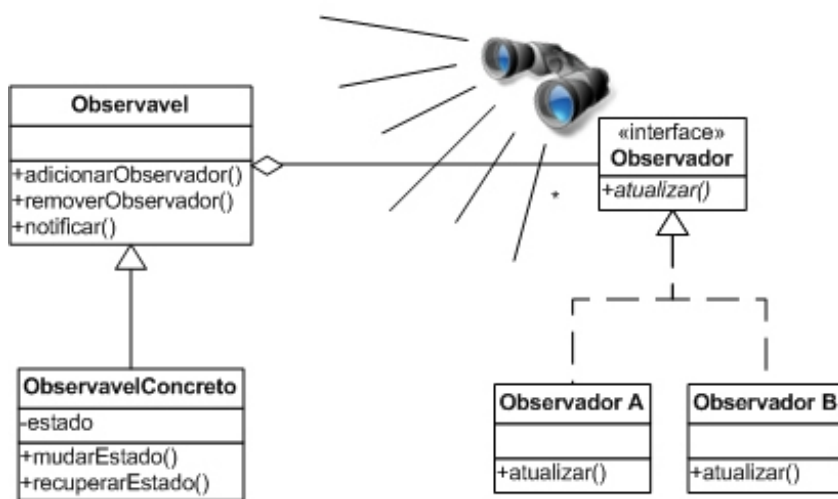 Observavel
+adicionarObservador()
+removerObservador()
+notificar()
«interface»
Observador
+atualizar()
*
ObservavelConcreto
-estado
+mudarEstado()
+recuperarEstado()
Observador A
+atualizar()
Observador B
+atualizar()